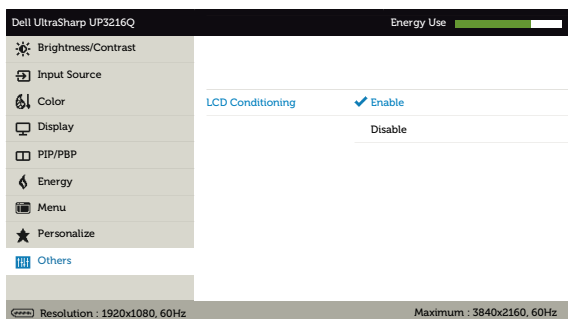 Dell UltraSharp UP3216Q
Energy Use
Brightness/Contrast
Input Source
Color
LCD Conditioning
Enable
Display
Disable
PIP/PBP
Energy
Menu
Personalize
Others
Resolution : 1920x1080, 60Hz
Maximum : 3840x2160, 60Hz